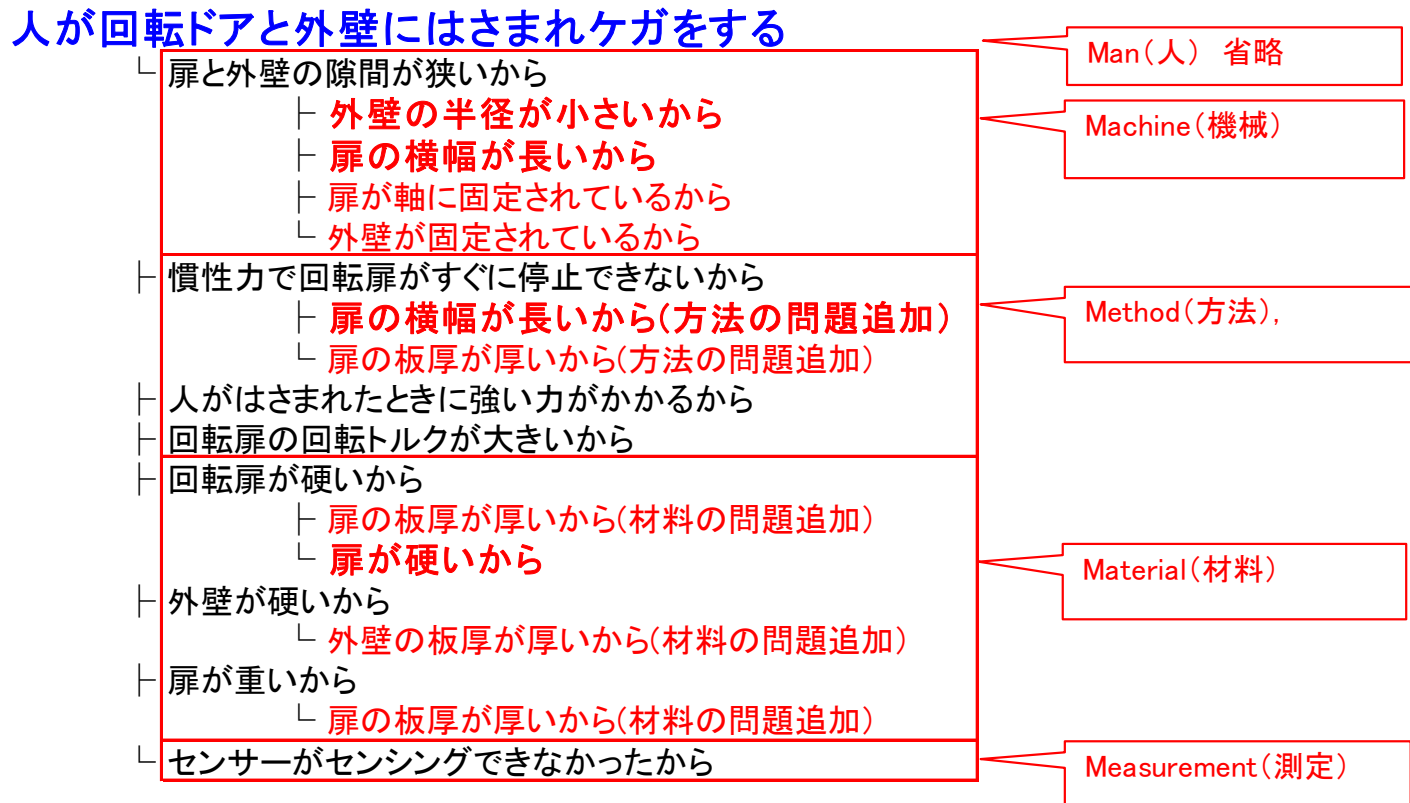 人が回転ドアと外壁にはさまれケガをする
Man(人) 省略
└ 扉と外壁の隙間が狭いから
├ 外壁の半径が小さいから
Machine(機械)
├ 扉の横幅が長いから
├ 扉が軸に固定されているから
└ 外壁が固定されているから
├ 慣性力で回転扉がすぐに停止できないから
├ 扉の横幅が長いから(方法の問題追加)
Method(方法),
└ 扉の板厚が厚いから(方法の問題追加)
├ 人がはさまれたときに強い力がかかるから
├ 回転扉の回転トルクが大きいから
├ 回転扉が硬いから
├ 扉の板厚が厚いから(材料の問題追加)
└ 扉が硬いから
Material(材料)
├ 外壁が硬いから
└ 外壁の板厚が厚いから(材料の問題追加)
├ 扉が重いから
└ 扉の板厚が厚いから(材料の問題追加)
└ センサーがセンシングできなかったから
Measurement(測定)